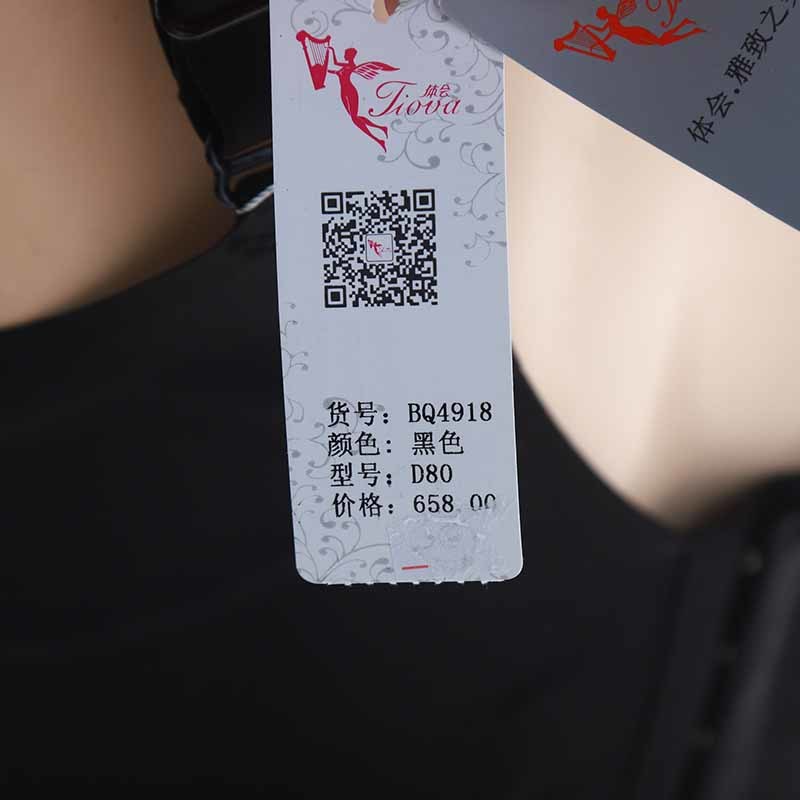 体会
Tiova
体会.雅致之
货号：BQ4918
颜色：黑色
型号：D80
价格：658.00